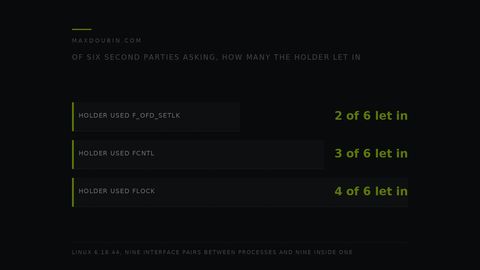 MAXDOURIN.COM
OF SIX SECOND PARTIES ASKING, HOW MANY THE HOLDER LET IN
HOLDER USED F_OFD_SETLK
2 of 6 let in
HOLDER USED FCNTL
3 of 6 let in
HOLDER USED FLOCK
4 of 6 let in
LINUX 6.18.44, NINE INTERFACE PAIRS BETWEEN PROCESSES AND NINE INSIDE ONE